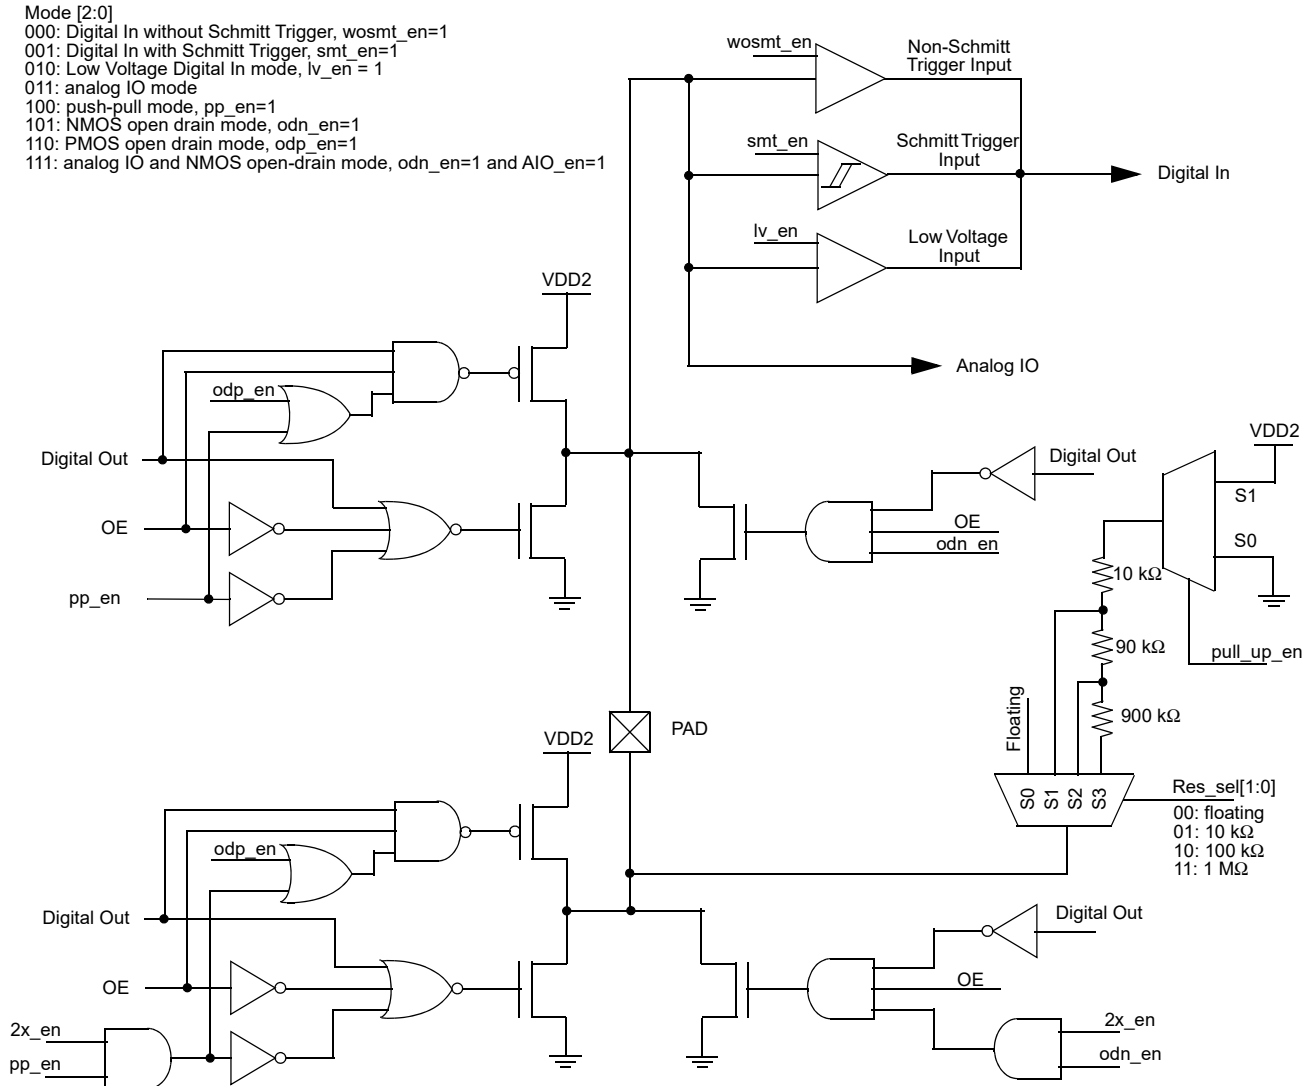 Mode [2:0]
000: Digital In without Schmitt Trigger, wosmt_en=1
001: Digital In with Schmitt Trigger, smt_en=1
010: Low Voltage Digital In mode, lv_en = 1
011: analog IO mode
100: push-pull mode, pp_en=1
101: NMOS open drain mode, odn_en=1
110: PMOS open drain mode, odp_en=1
111: analog IO and NMOS open-drain mode, odn_en=1 and AIO_en=1
wosmt_en
Non-Schmitt
Trigger Input
smt_en
Schmitt Trigger
Input
Digital In
lv_en
Low Voltage
Input
Analog IO
VDD2
odp_en
Digital Out
OE
pp_en
Digital Out
OE
odn_en
VDD2
S1
S0
10 kΩ
90 kΩ
pull_up_en
900 kΩ
Floating
PAD
S0
S1
S2
S3
Res_sel[1:0]
00: floating
01: 10 kΩ
10: 100 kΩ
11: 1 MΩ
VDD2
odp_en
Digital Out
OE
2x_en
pp_en
Digital Out
OE
2x_en
odn_en